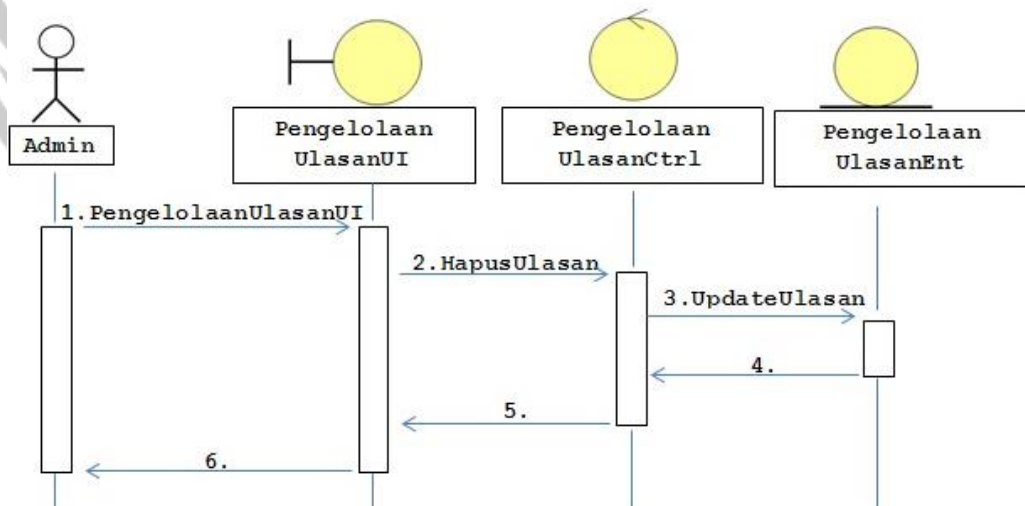 Admin
Pengelolaan
UlasanUI
Pengelolaan
UlasanCtrl
Pengelolaan
UlasanEnt
1.PengelolaanUlasanUI
2.HapusUlasan
3.UpdateUlasan
4.
5.
6.